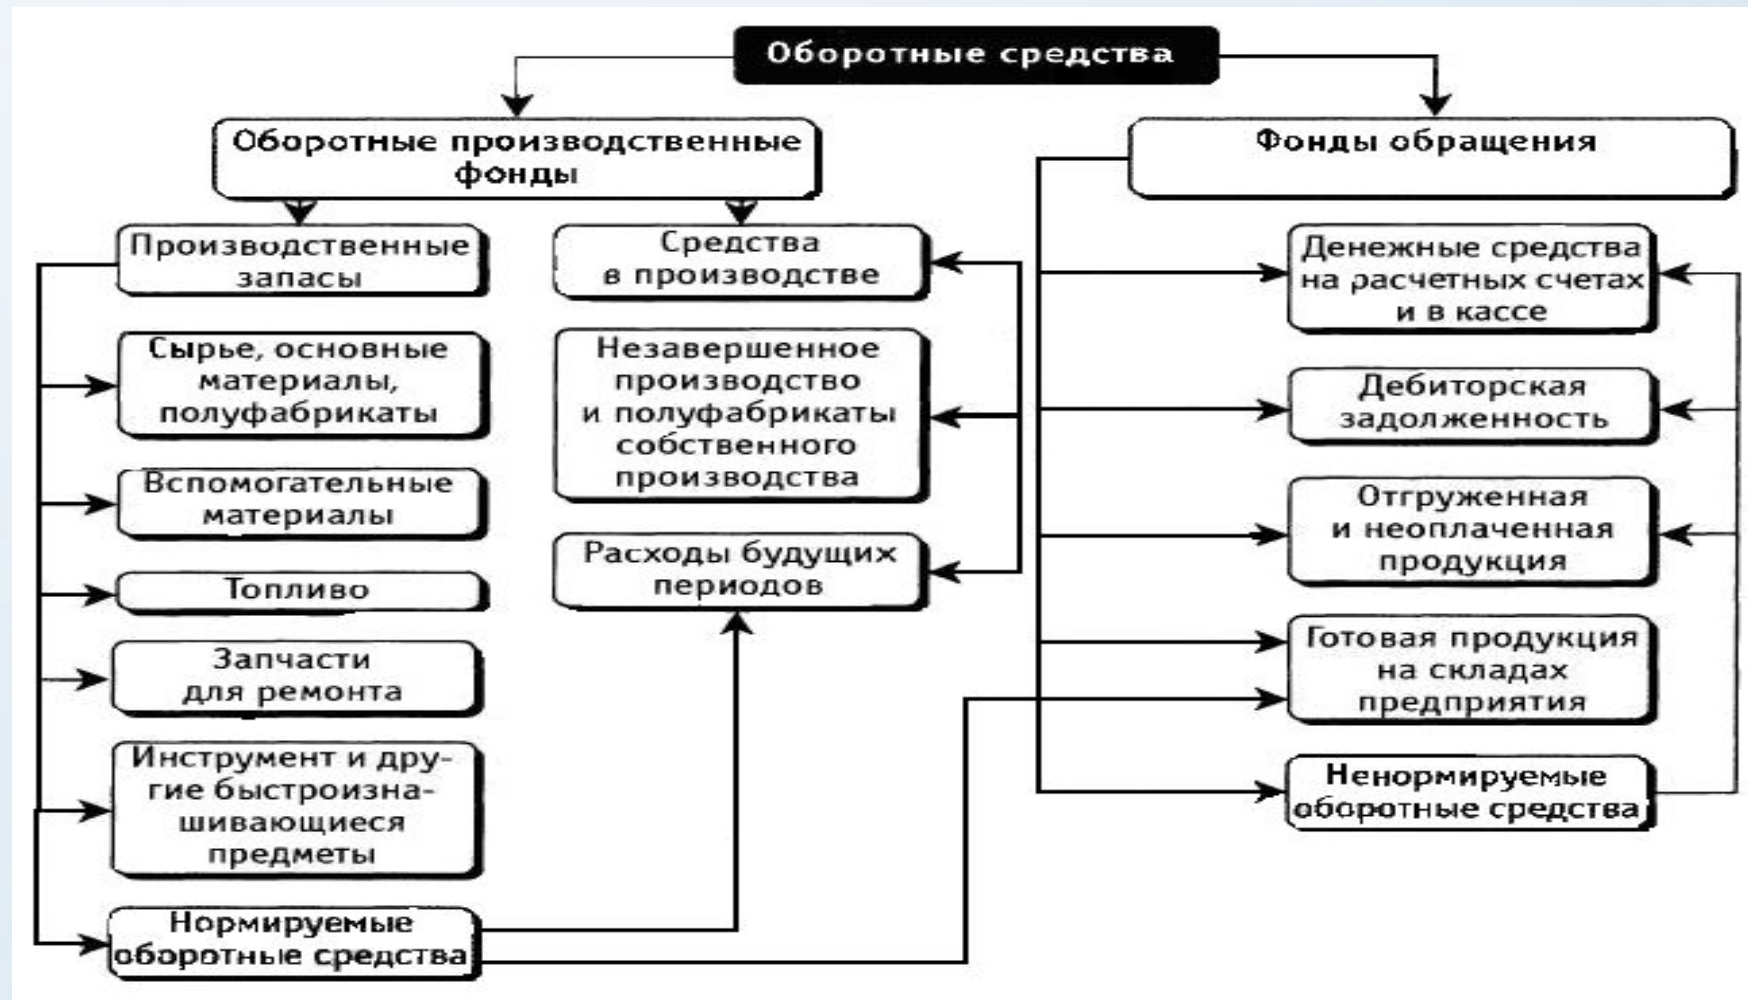 Оборотные средства
Оборотные производственные
фонды
Фонды обращения
Производственные
запасы
Сырье, основные
материалы,
полуфабрикаты
Вспомогательные
материалы
Топливо
Запчасти
для ремонта
Инструмент и дру-
гие быстроизна-
шивающиеся
предметы
Нормируемые
оборотные средства
Средства
в производстве
Незавершенное
производство
и полуфабрикаты
собственного
производства
Расходы будущих
периодов
Денежные средства
на расчетных счетах
и в кассе
Дебиторская
задолженность
Отгруженная
и неоплаченная
продукция
Готовая продукция
на складах
предприятия
Ненормируемые
оборотные средства